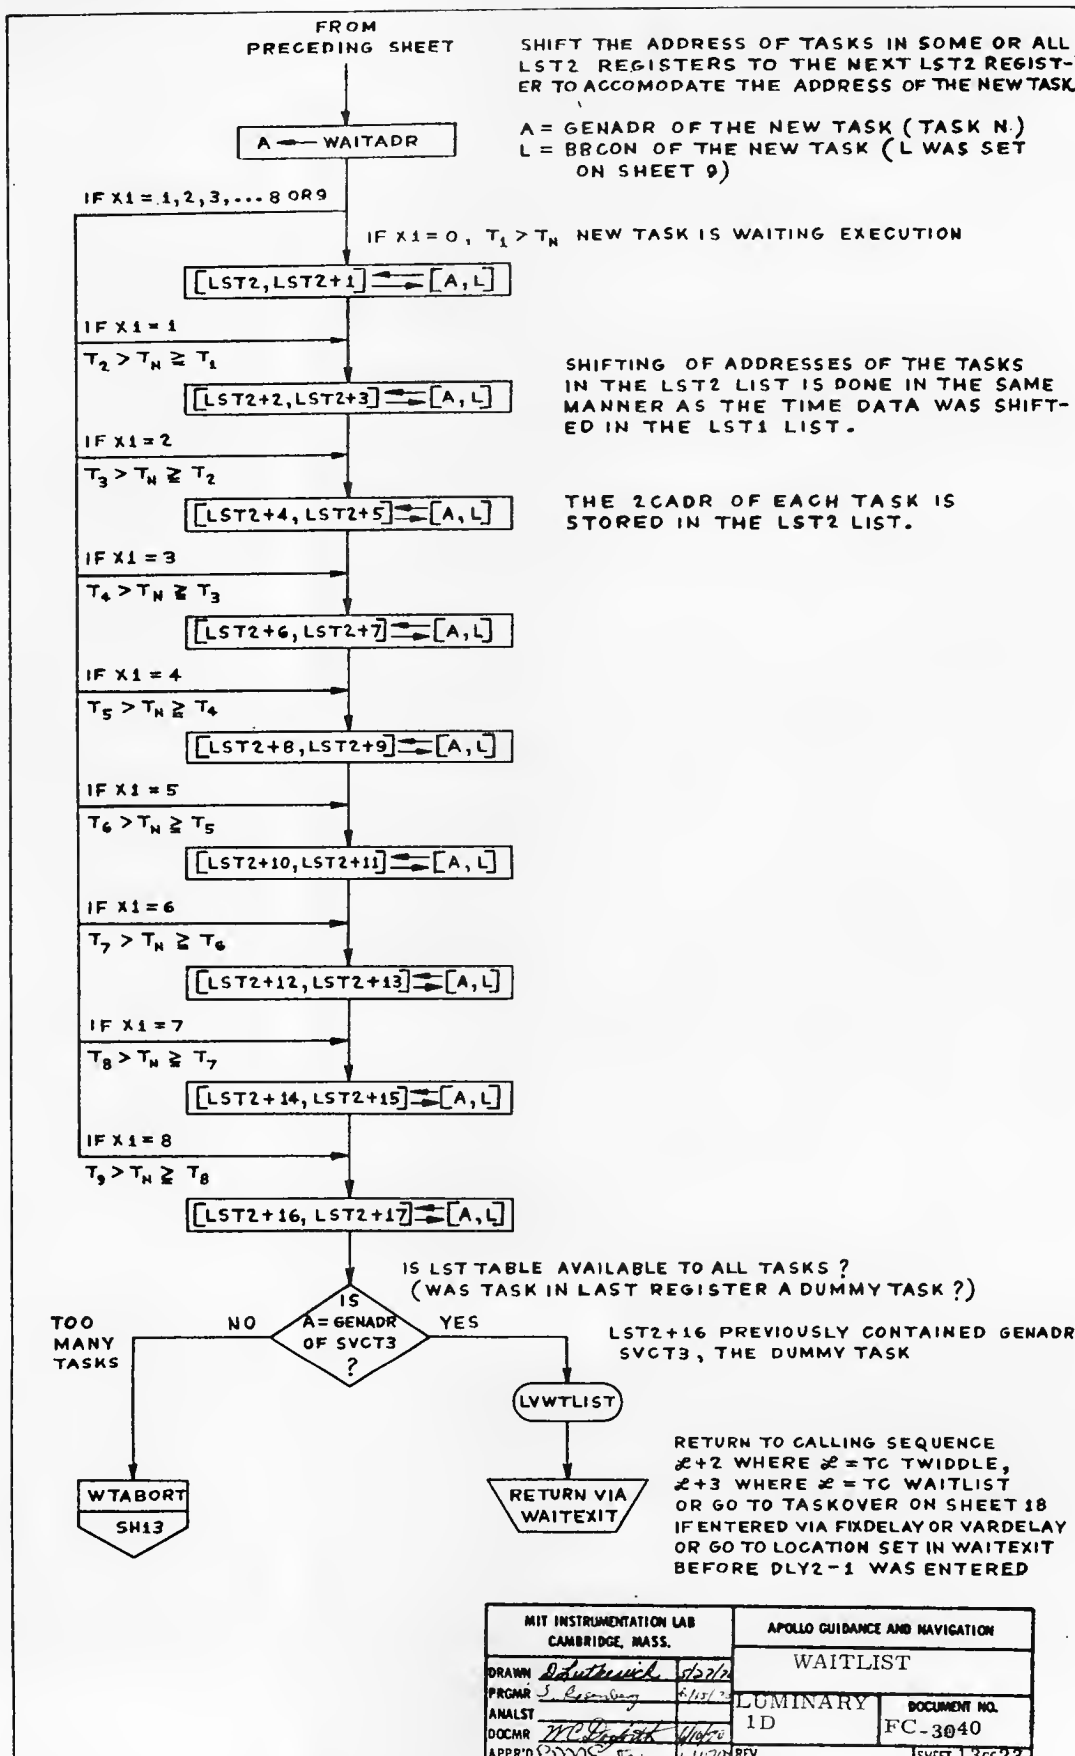 FROM
PRECEDING SHEET
SHIFT THE ADDRESS OF TASKS IN SOME OR ALL
LST2 REGISTERS TO THE NEXT LST2 REGIST-
ER TO ACCOMODATE THE ADDRESS OF THE NEW TASK
A = GENADR OF THE NEW TASK (TASK N.)
L = BBCON OF THE NEW TASK (L WAS SET
ON SHEET 9)
A ← WAITADR
IF X1 = 1, 2, 3, ... 8 OR 9
IF X1 = 0, T₁ > T_N NEW TASK IS WAITING EXECUTION
[LST2, LST2+1] ⇄ [A, L]
IF X1 = 1
T₂ > T_N ≧ T₁
[LST2+2, LST2+3] ⇄ [A, L]
SHIFTING OF ADDRESSES OF THE TASKS
IN THE LST2 LIST IS DONE IN THE SAME
MANNER AS THE TIME DATA WAS SHIFT-
ED IN THE LST1 LIST.
IF X1 = 2
T₃ > T_N ≧ T₂
[LST2+4, LST2+5] ⇄ [A, L]
THE 2CADR OF EACH TASK IS
STORED IN THE LST2 LIST.
IF X1 = 3
T₄ > T_N ≧ T₃
[LST2+6, LST2+7] ⇄ [A, L]
IF X1 = 4
T₅ > T_N ≧ T₄
[LST2+8, LST2+9] ⇄ [A, L]
IF X1 = 5
T₆ > T_N ≧ T₅
[LST2+10, LST2+11] ⇄ [A, L]
IF X1 = 6
T₇ > T_N ≧ T₆
[LST2+12, LST2+13] ⇄ [A, L]
IF X1 = 7
T₈ > T_N ≧ T₇
[LST2+14, LST2+15] ⇄ [A, L]
IF X1 = 8
T₉ > T_N ≧ T₈
[LST2+16, LST2+17] ⇄ [A, L]
IS LST TABLE AVAILABLE TO ALL TASKS ?
(WAS TASK IN LAST REGISTER A DUMMY TASK ?)
IS
A = GENADR
OF SVCT3
?
NO
YES
TOO
MANY
TASKS
LST2+16 PREVIOUSLY CONTAINED GENADR
SVCT3, THE DUMMY TASK
LVWTLIST
WTABORT
SH13
RETURN VIA
WAITEXIT
RETURN TO CALLING SEQUENCE
ℒ+2 WHERE ℒ = TC TWIDDLE,
ℒ+3 WHERE ℒ = TC WAITLIST
OR GO TO TASKOVER ON SHEET 18
IF ENTERED VIA FIXDELAY OR VARDELAY
OR GO TO LOCATION SET IN WAITEXIT
BEFORE DLY2-1 WAS ENTERED
MIT INSTRUMENTATION LAB
CAMBRIDGE, MASS.
APOLLO GUIDANCE AND NAVIGATION
WAITLIST
DRAWN
PRGMR
ANALST
DOCMR
APPR'D
LUMINARY
1D
DOCUMENT NO.
FC-3040
REV
SHEET